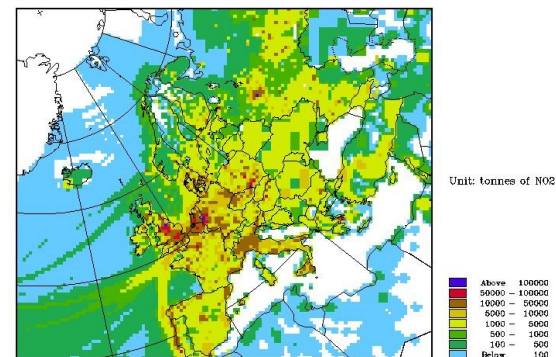 Unit: tonnes of NO2
Above 100000
50000 - 100000
10000 - 50000
5000 - 10000
1000 - 5000
500 - 1000
100 - 500
Below 100